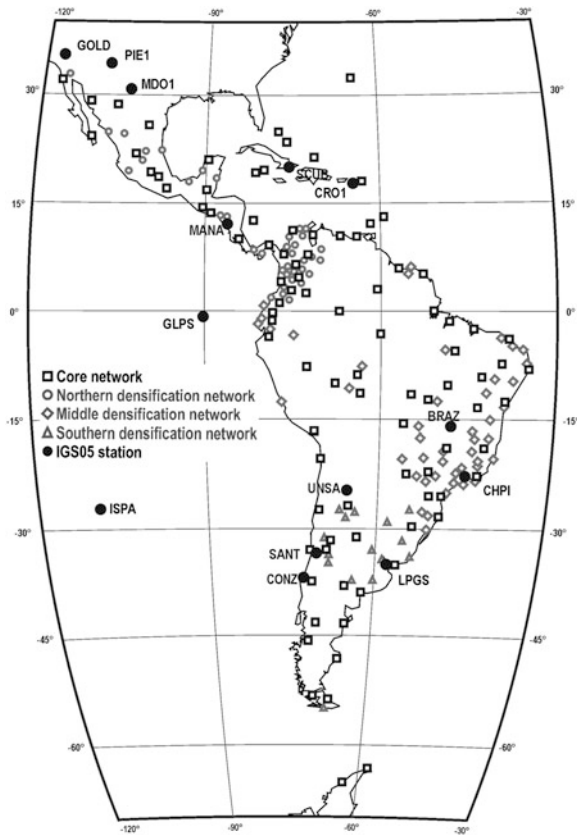 -120° -90° -60° -30°
GOLD
PIE1
MDO1
30° 30°
SCUB
CRO1
15° 15°
MANA
GLPS
0° 0°
Core network
Northern densification network
Middle densification network
Southern densification network
IGS05 station
BRAZ
-15° -15°
UNSA
CHPI
ISPA
-30° -30°
SANT
CONZ
LPGS
-45° -45°
-60° -60°
-120° -90° -60° -30°